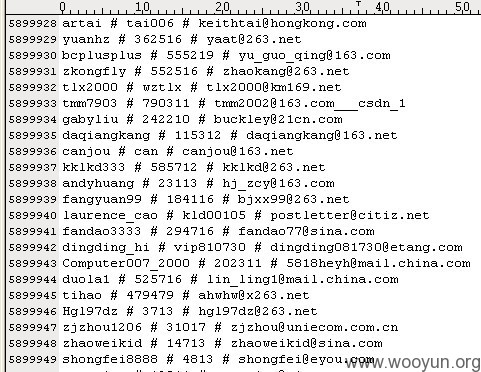 0 10 20 30 T 40 50
5899928 artai # tai006 # keithtai@hongkong.com
5899929 yuanhz # 362516 # yaat@263.net
5899930 bcplusplus # 555219 # yu_guo_qing@163.com
5899931 zkongfly # 552516 # zhaokang@263.net
5899932 tlx2000 # wztlx # tlx2000@km169.net
5899933 tmm7903 # 790311 # tmm2002@163.com___csdn_1
5899934 gabyliu # 242210 # buckley@21cn.com
5899935 daqiangkang # 115312 # daqiangkang@263.net
5899936 canjou # can # canjou@163.net
5899937 kklkd333 # 585712 # kklkd@263.net
5899938 andyhuang # 23113 # hj_zcy@163.com
5899939 fangyuan99 # 184116 # bjxx99@263.net
5899940 laurence_cao # kld00105 # postletter@citiz.net
5899941 fandao3333 # 294716 # fandao77@sina.com
5899942 dingding_hi # vip810730 # dingding081730@etang.com
5899943 Computer007_2000 # 202311 # 5818heyh@mail.china.com
5899944 duola1 # 525716 # lin_ling1@mail.china.com
5899945 tihao # 479479 # ahwhw@x263.net
5899946 Hgl97dz # 3713 # hgl97dz@263.net
5899947 zjzhou1206 # 31017 # zjzhou@uniecom.com.cn
5899948 zhaoweikid # 14713 # zhaoweikid@sina.com
5899949 shongfei8888 # 4813 # shongfei@eyou.com
www.wooyun.org